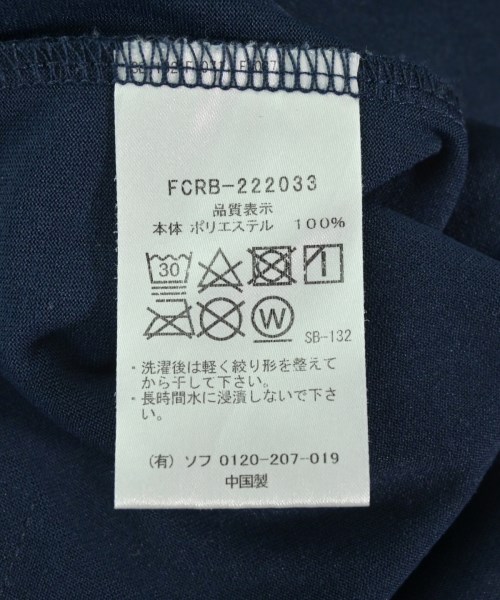 FCRB-222033
品質表示
本体 ポリエステル 100%
30
W
SB-132
・洗濯後は軽く絞り形を整えて
から干して下さい。
・長時間水に浸漬しないで下さ
い。
(有) ソフ 0120-207-019
中国製